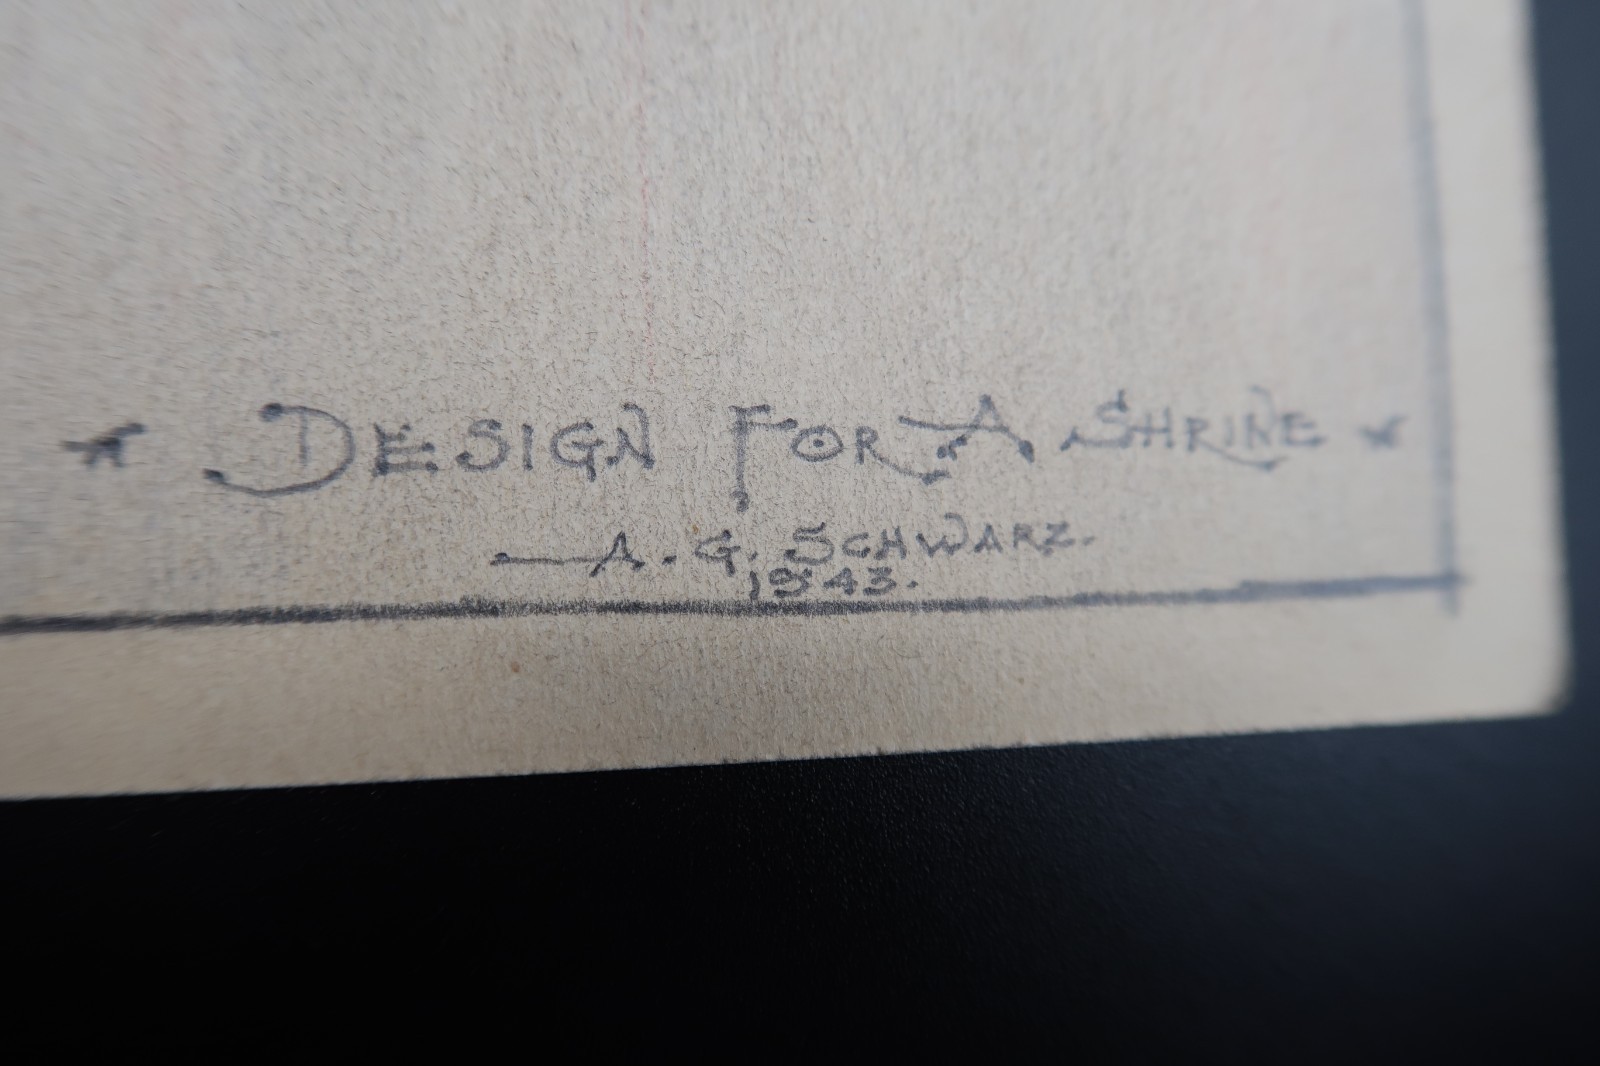 DESIGN FOR A SHRINE
A. G. SCHWARZ.
1943.